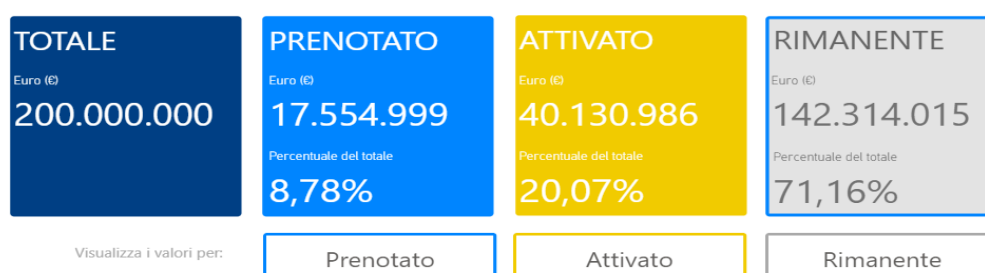 TOTALE
Euro (€)
200.000.000
PRENOTATO
Euro (€)
17.554.999
Percentuale del totale
8,78%
ATTIVATO
Euro (€)
40.130.986
Percentuale del totale
20,07%
RIMANENTE
Euro (€)
142.314.015
Percentuale del totale
71,16%
Visualizza i valori per:
Prenotato
Attivato
Rimanente